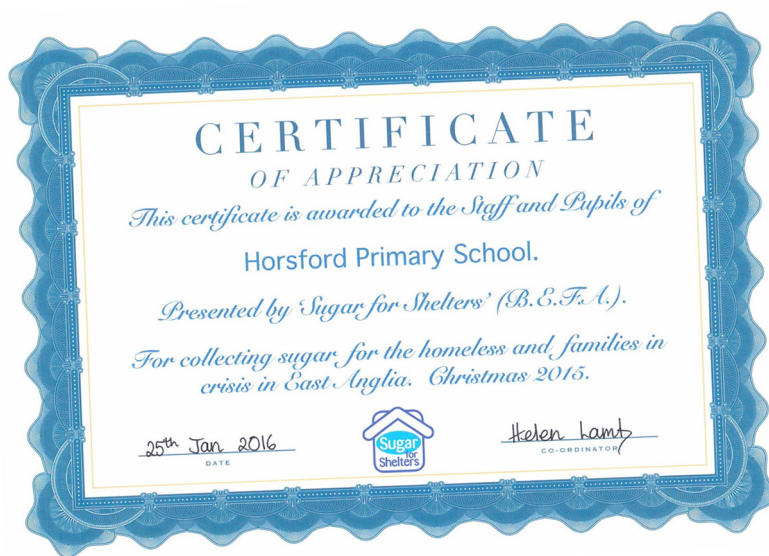 CERTIFICATE
OF APPRECIATION
This certificate is awarded to the Staff and Pupils of
Horsford Primary School.
Presented by 'Sugar for Shelters' (B.E.F.A.).
For collecting sugar for the homeless and families in
crisis in East Anglia. Christmas 2015.
25th Jan 2016
DATE
Sugar
for
Shelters
Helen Lamb
CO-ORDINATOR